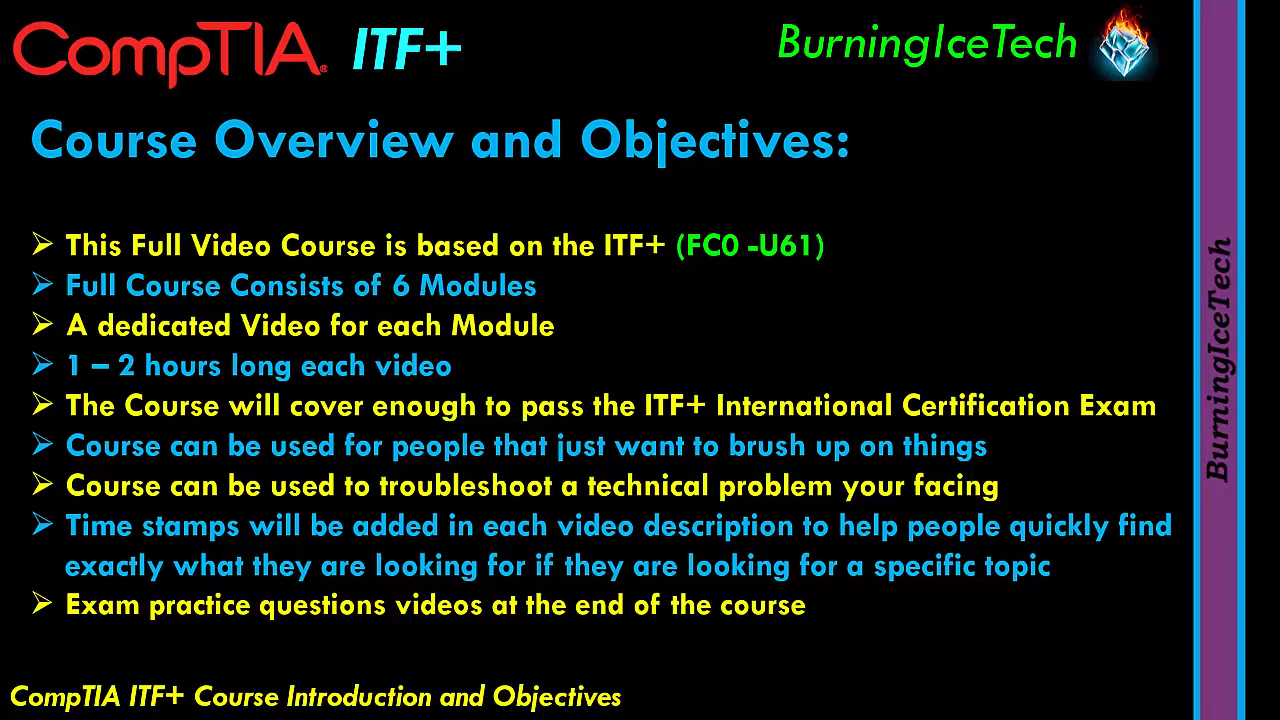 CompTIA® ITF+
BurningIceTech
Course Overview and Objectives:
➢ This Full Video Course is based on the ITF+ (FC0 -U61)
➢ Full Course Consists of 6 Modules
➢ A dedicated Video for each Module
➢ 1 – 2 hours long each video
➢ The Course will cover enough to pass the ITF+ International Certification Exam
➢ Course can be used for people that just want to brush up on things
➢ Course can be used to troubleshoot a technical problem your facing
➢ Time stamps will be added in each video description to help people quickly find
exactly what they are looking for if they are looking for a specific topic
➢ Exam practice questions videos at the end of the course
CompTIA ITF+ Course Introduction and Objectives
BurningIceTech